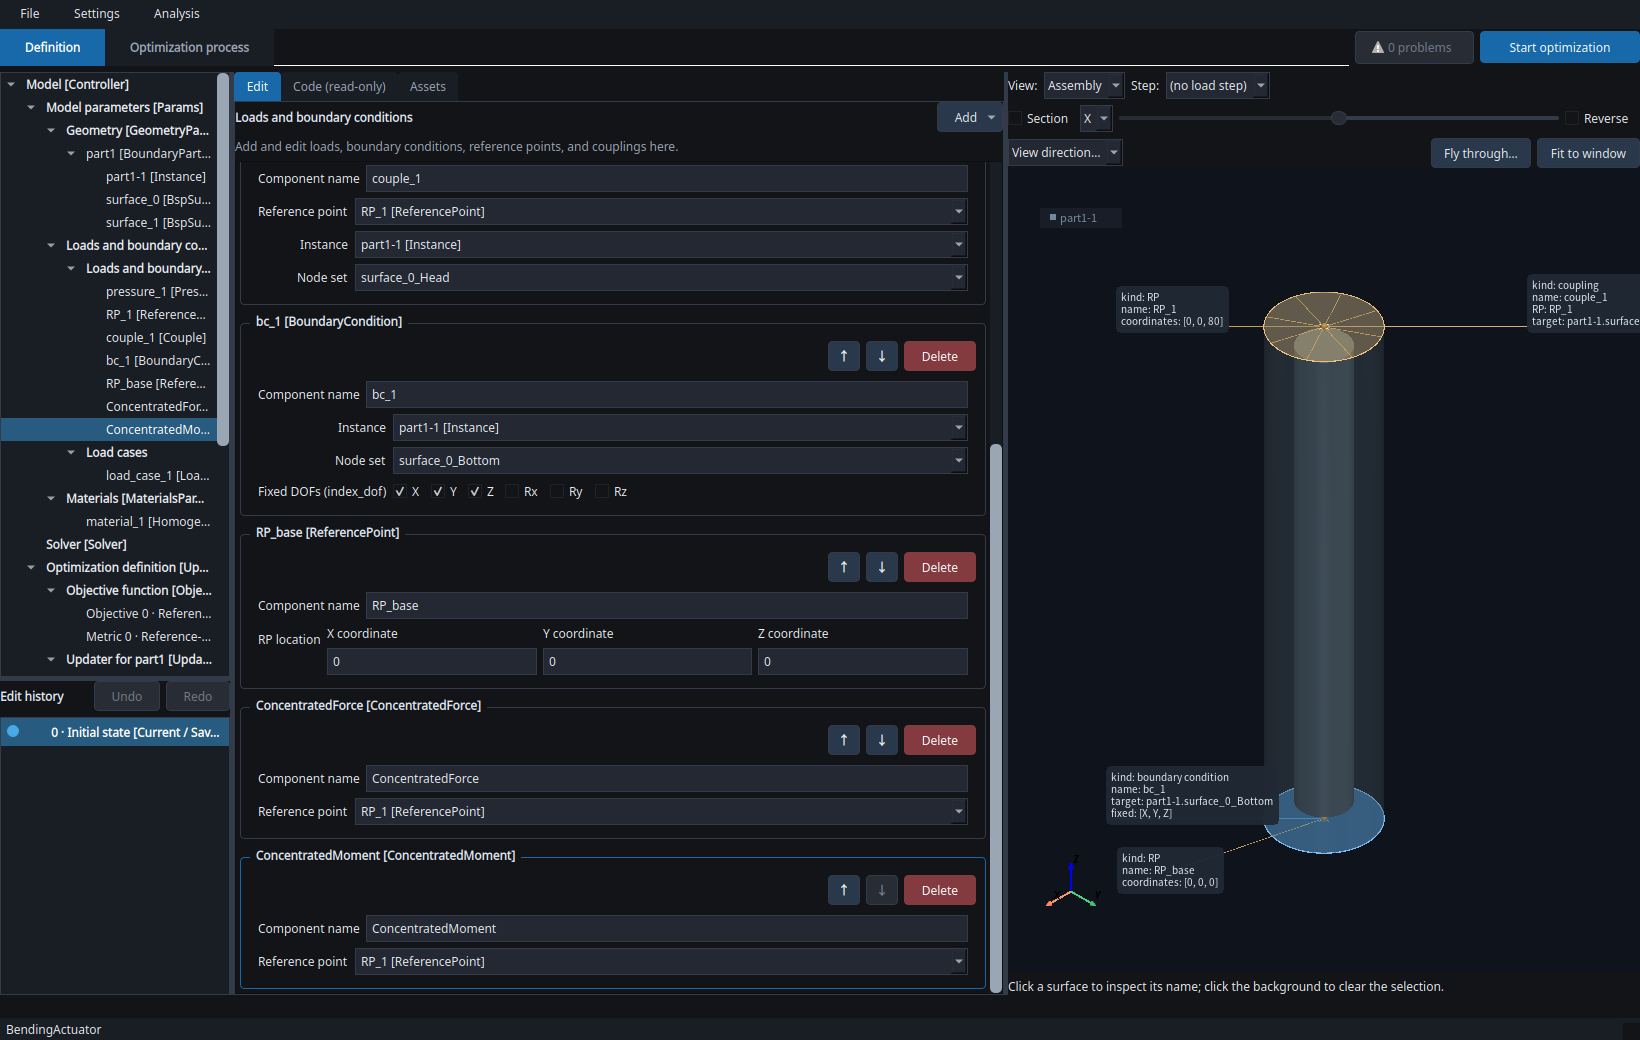 File Settings Analysis
Definition Optimization process 0 problems Start optimization
Model [Controller]
Model parameters [Params]
Geometry [GeometryPa...
part1 [BoundaryPart...
part1-1 [Instance]
surface_0 [BspSu...
surface_1 [BspSu...
Loads and boundary co...
Loads and boundary...
pressure_1 [Pres...
RP_1 [Reference...
couple_1 [Couple]
bc_1 [BoundaryC...
RP_base [Refere...
ConcentratedFor...
ConcentratedMo...
Load cases
load_case_1 [Loa...
Materials [MaterialsPar...
material_1 [Homoge...
Solver [Solver]
Optimization definition [Up...
Objective function [Obje...
Objective 0 · Referen...
Metric 0 · Reference-...
Updater for part1 [Upda...
Edit history Undo Redo
0 · Initial state [Current / Sav...
Edit Code (read-only) Assets
Loads and boundary conditions Add
Add and edit loads, boundary conditions, reference points, and couplings here.
Component name couple_1
Reference point RP_1 [ReferencePoint]
Instance part1-1 [Instance]
Node set surface_0_Head
bc_1 [BoundaryCondition]
↑ ↓ Delete
Component name bc_1
Instance part1-1 [Instance]
Node set surface_0_Bottom
Fixed DOFs (index_dof) ✓ X ✓ Y ✓ Z Rx Ry Rz
RP_base [ReferencePoint]
↑ ↓ Delete
Component name RP_base
RP location X coordinate Y coordinate Z coordinate
0 0 0
ConcentratedForce [ConcentratedForce]
↑ ↓ Delete
Component name ConcentratedForce
Reference point RP_1 [ReferencePoint]
ConcentratedMoment [ConcentratedMoment]
↑ ↓ Delete
Component name ConcentratedMoment
Reference point RP_1 [ReferencePoint]
View: Assembly Step: (no load step)
Section X Reverse
View direction... Fly through... Fit to window
part1-1
kind: RP
name: RP_1
coordinates: [0, 0, 80]
kind: coupling
name: couple_1
RP: RP_1
target: part1-1.surface
kind: boundary condition
name: bc_1
target: part1-1.surface_0_Bottom
fixed: [X, Y, Z]
kind: RP
name: RP_base
coordinates: [0, 0, 0]
Click a surface to inspect its name; click the background to clear the selection.
BendingActuator